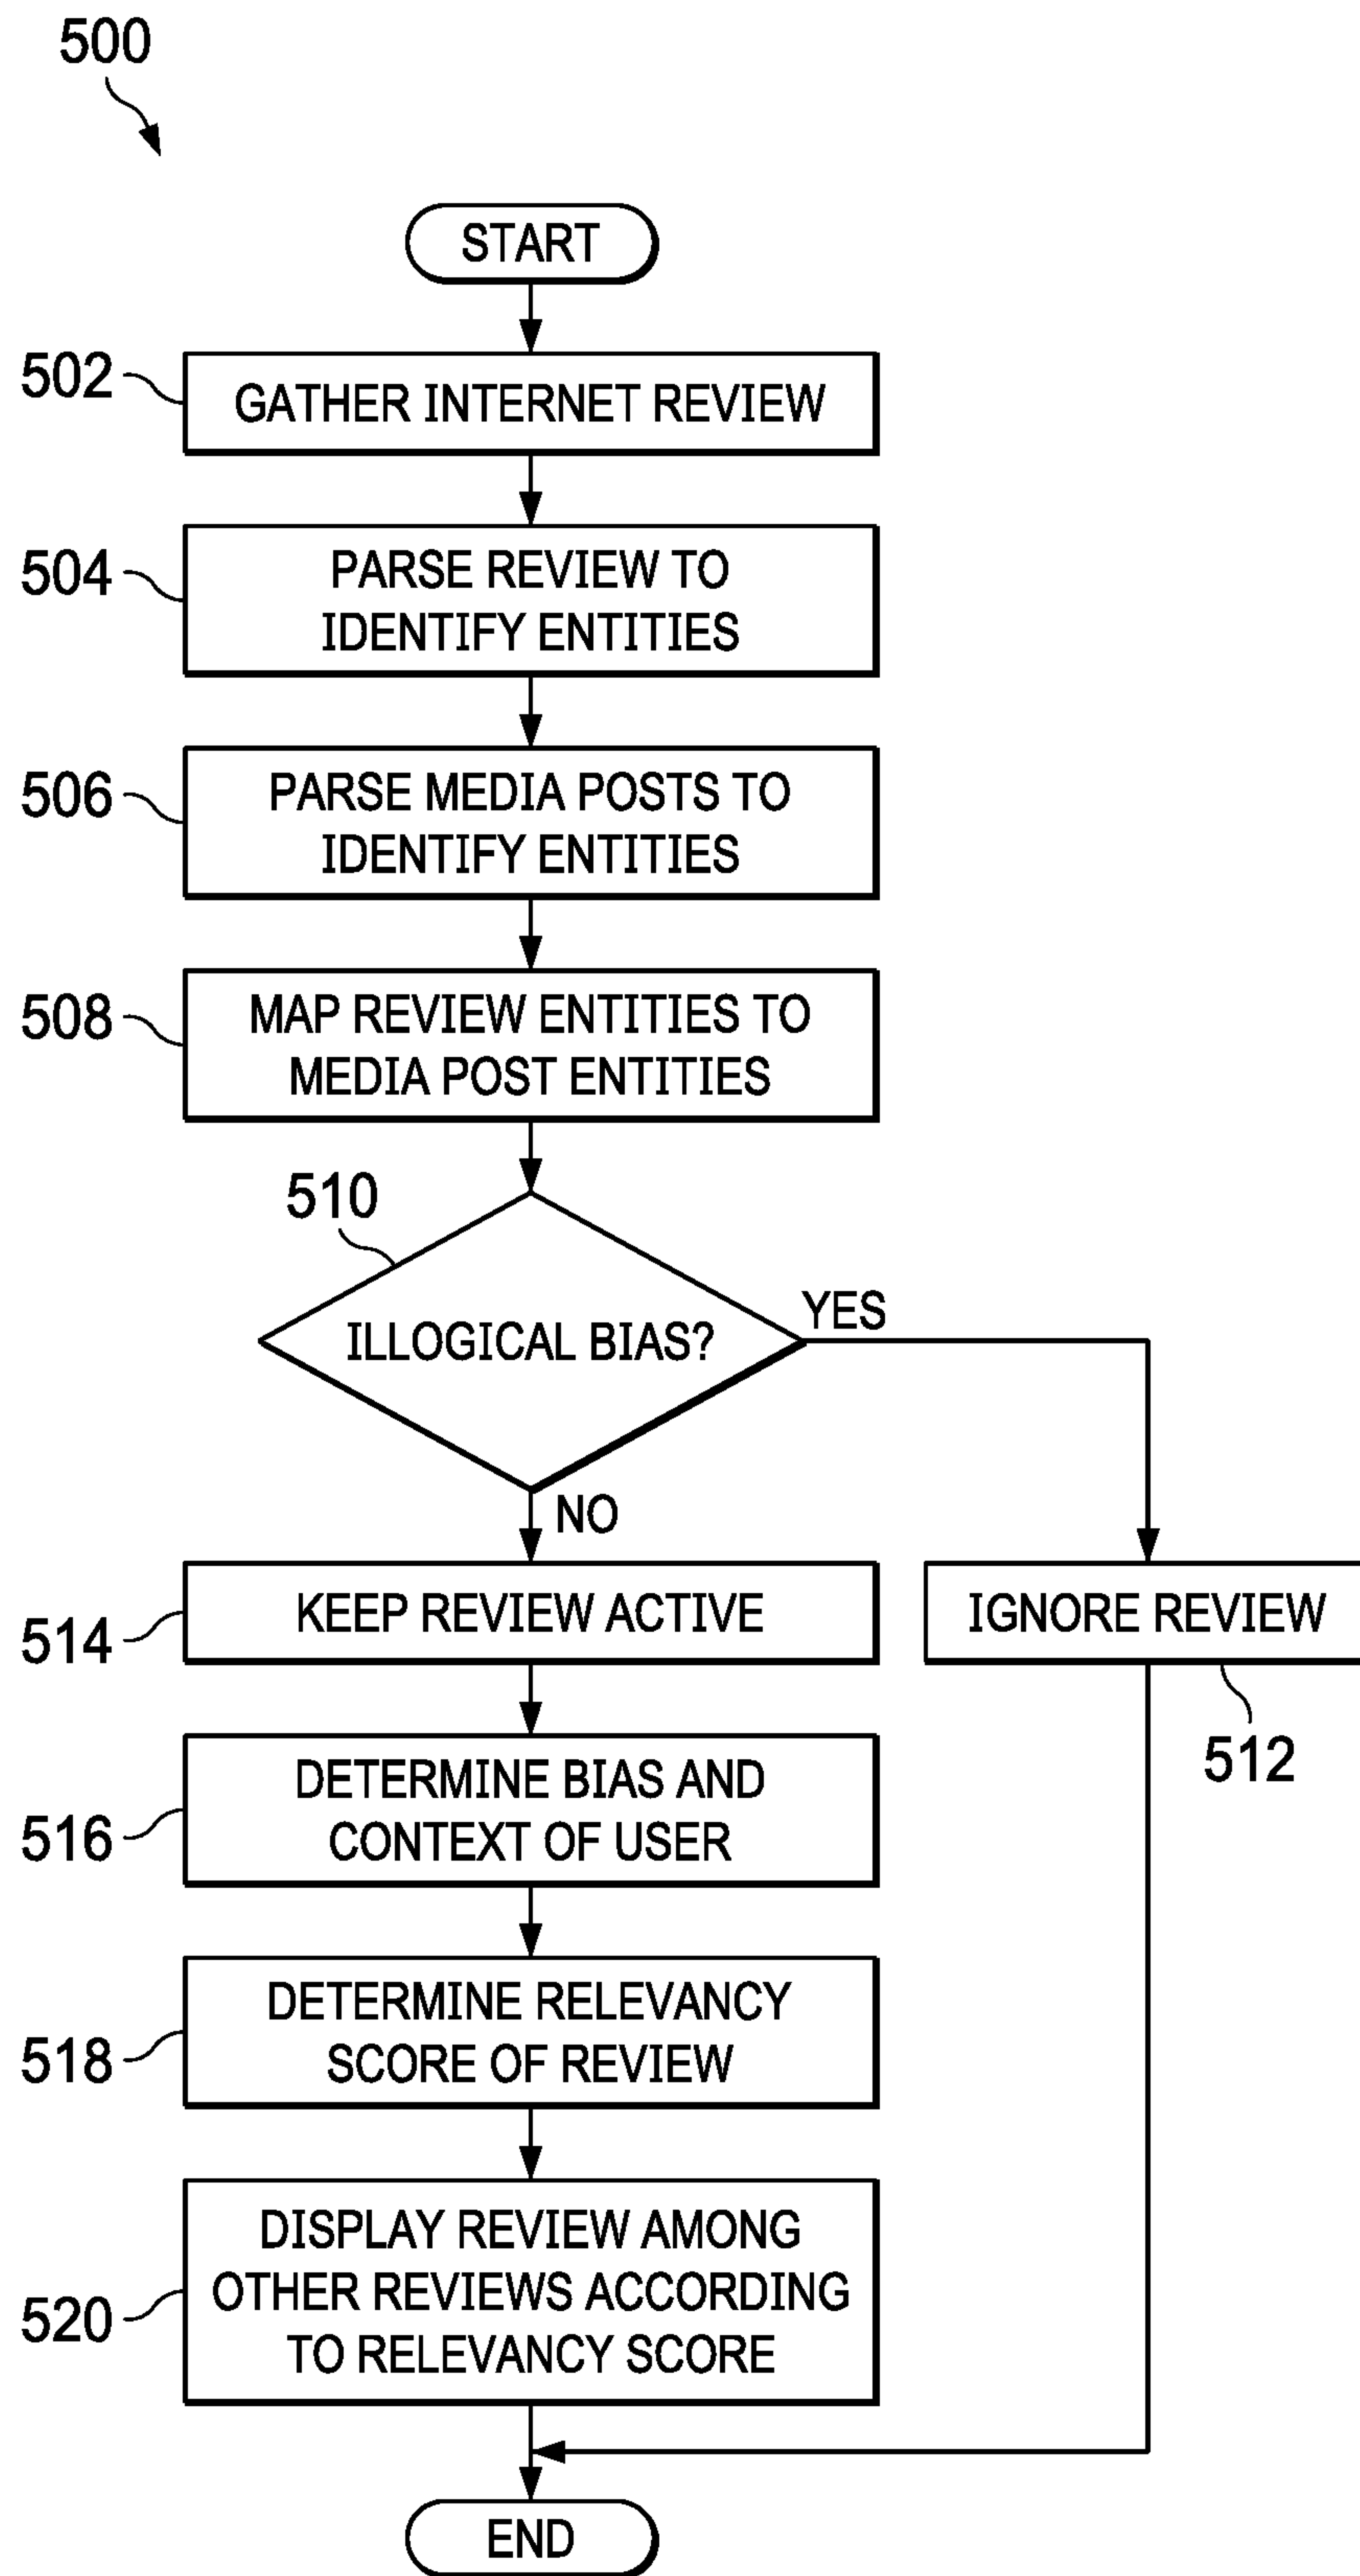 500
START
502
GATHER INTERNET REVIEW
504
PARSE REVIEW TO
IDENTIFY ENTITIES
506
PARSE MEDIA POSTS TO
IDENTIFY ENTITIES
508
MAP REVIEW ENTITIES TO
MEDIA POST ENTITIES
510
ILLOGICAL BIAS?
YES
NO
514
KEEP REVIEW ACTIVE
IGNORE REVIEW
512
516
DETERMINE BIAS AND
CONTEXT OF USER
518
DETERMINE RELEVANCY
SCORE OF REVIEW
520
DISPLAY REVIEW AMONG
OTHER REVIEWS ACCORDING
TO RELEVANCY SCORE
END